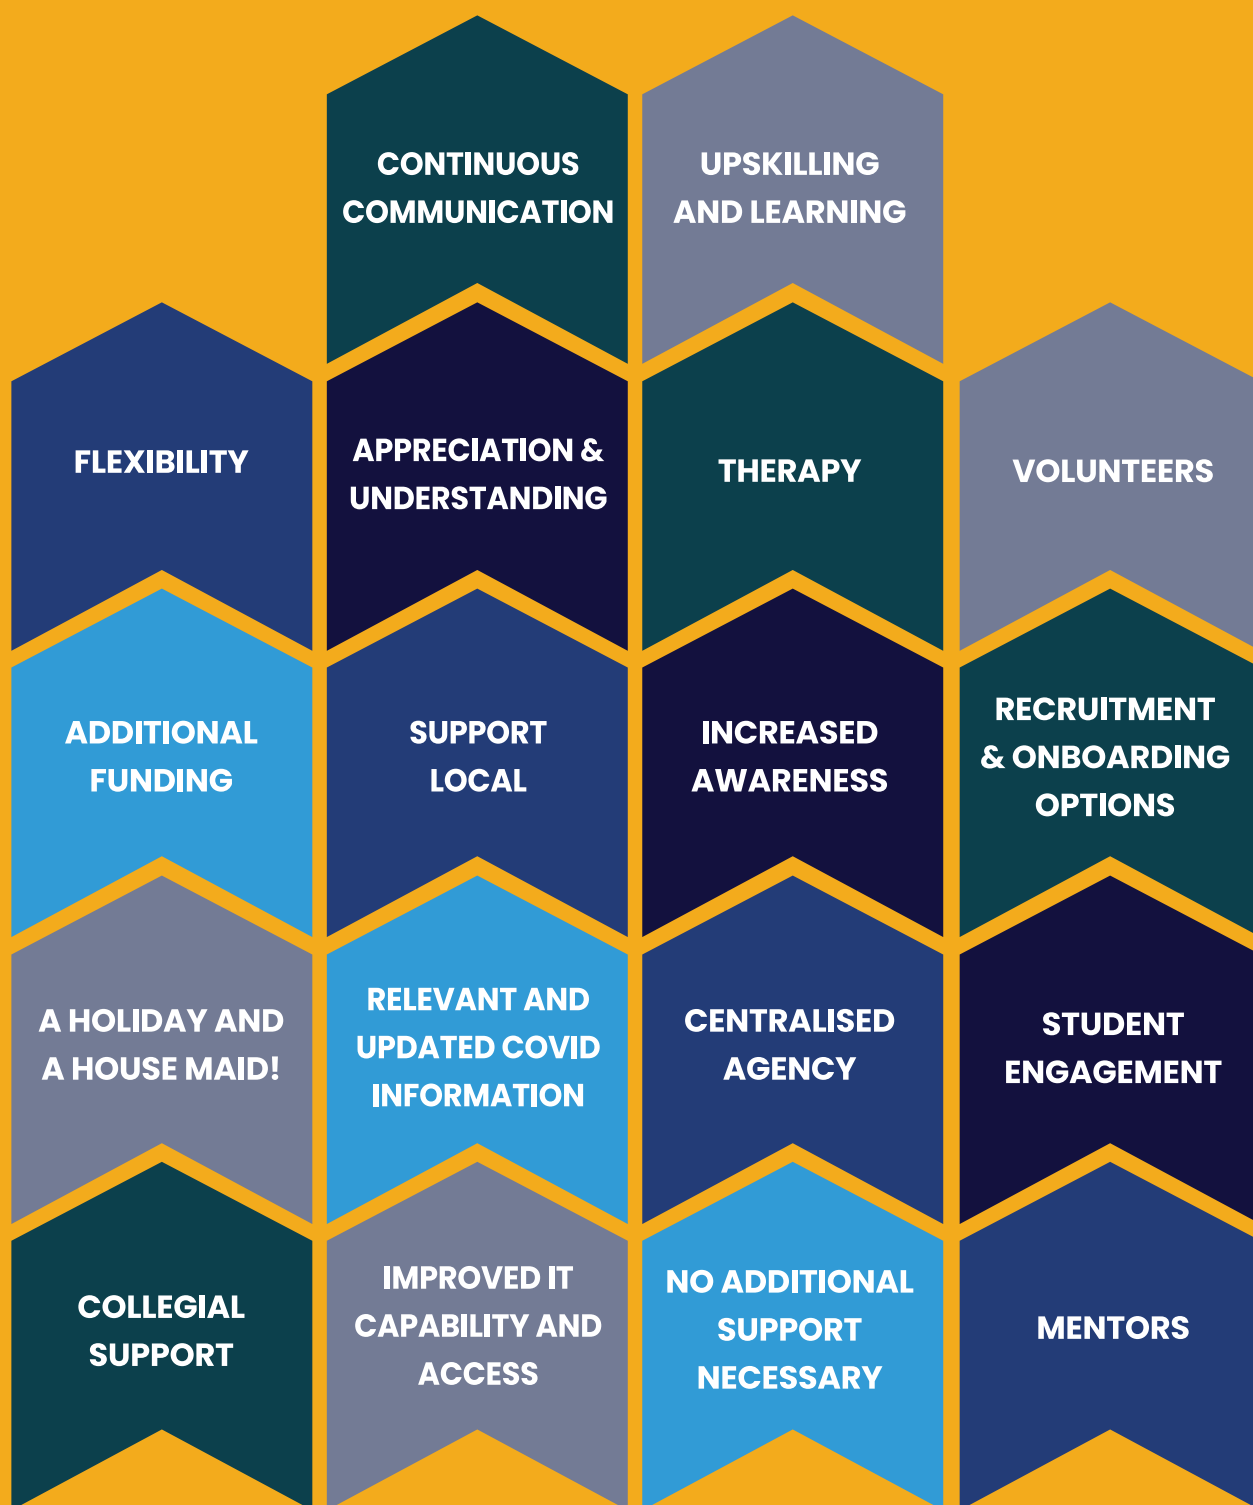 CONTINUOUS
COMMUNICATION
UPSKILLING
AND LEARNING
FLEXIBILITY
APPRECIATION &
UNDERSTANDING
THERAPY
VOLUNTEERS
ADDITIONAL
FUNDING
SUPPORT
LOCAL
INCREASED
AWARENESS
RECRUITMENT
& ONBOARDING
OPTIONS
A HOLIDAY AND
A HOUSE MAID!
RELEVANT AND
UPDATED COVID
INFORMATION
CENTRALISED
AGENCY
STUDENT
ENGAGEMENT
COLLEGIAL
SUPPORT
IMPROVED IT
CAPABILITY AND
ACCESS
NO ADDITIONAL
SUPPORT
NECESSARY
MENTORS